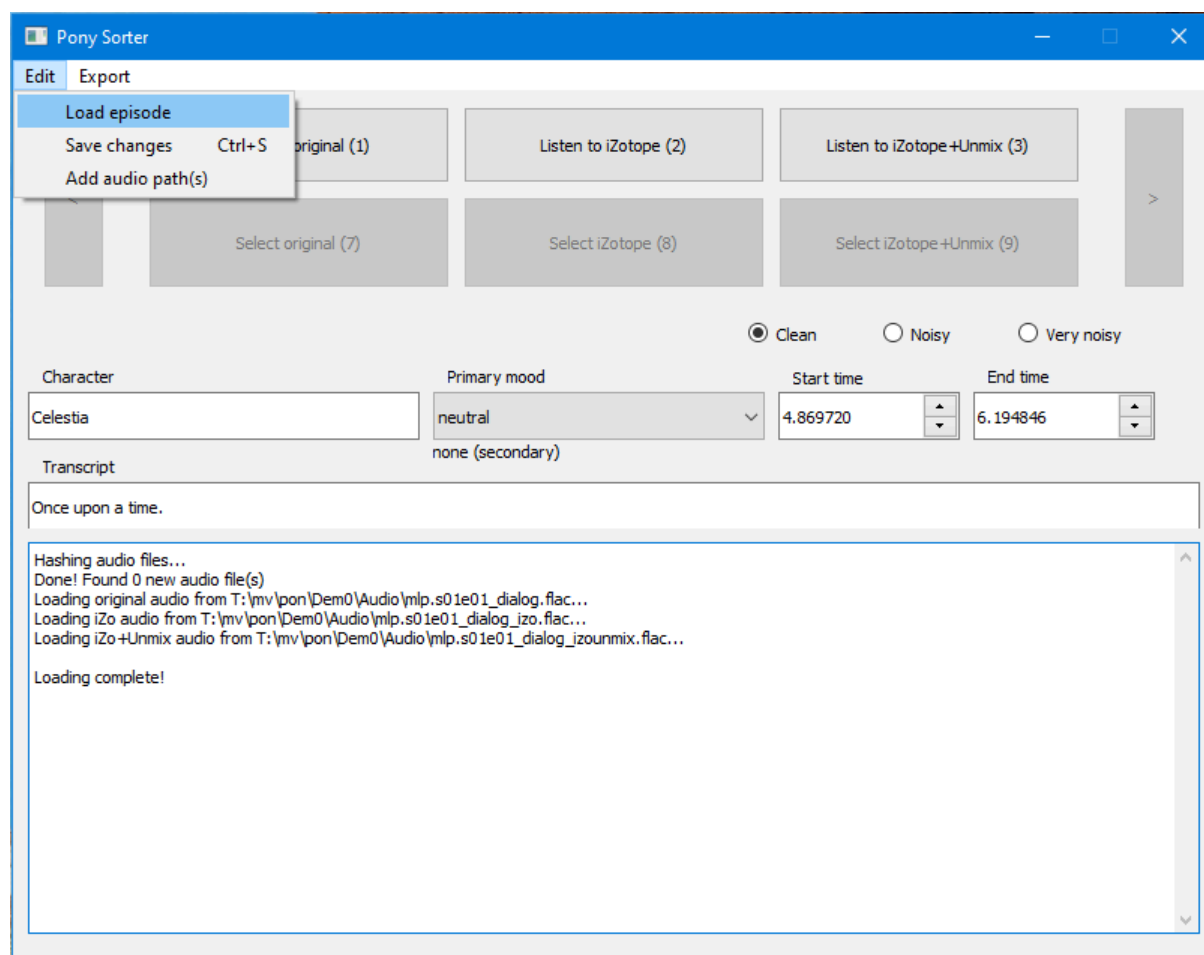 Pony Sorter
Edit Export
Load episode
Save changes Ctrl+S
Add audio path(s)
original (1)
Listen to iZotope (2)
Listen to iZotope+Unmix (3)
<
>
Select original (7)
Select iZotope (8)
Select iZotope+Unmix (9)
Clean
Noisy
Very noisy
Character
Primary mood
Start time
End time
Celestia
neutral
4.869720
6.194846
none (secondary)
Transcript
Once upon a time.
Hashing audio files...
Done! Found 0 new audio file(s)
Loading original audio from T:\mv\pon\Dem0\Audio\mlp.s01e01_dialog.flac...
Loading iZo audio from T:\mv\pon\Dem0\Audio\mlp.s01e01_dialog_izo.flac...
Loading iZo+Unmix audio from T:\mv\pon\Dem0\Audio\mlp.s01e01_dialog_izounmix.flac...
Loading complete!